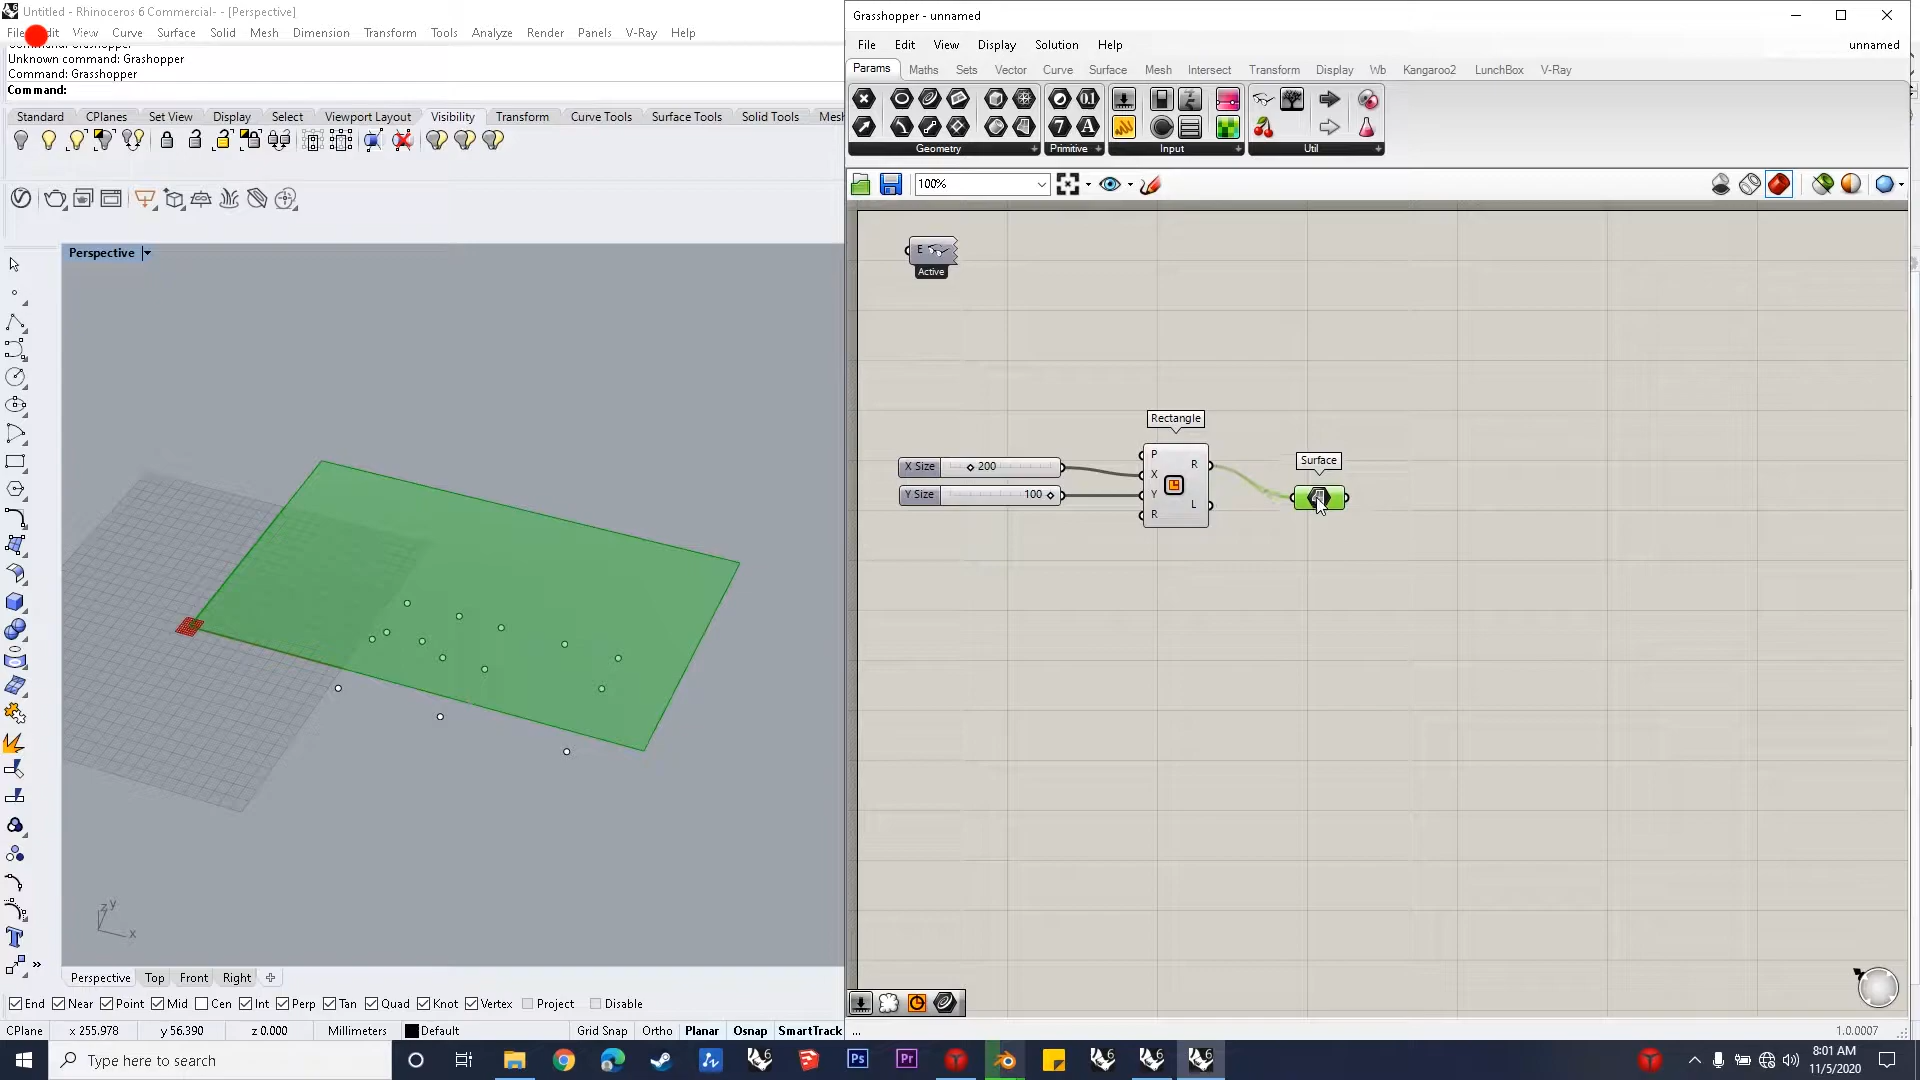 Untitled - Rhinoceros 6 Commercial- - [Perspective]
View Curve Surface Solid Mesh Dimension Transform Tools Analyze Render Panels V-Ray Help
Unknown command: Grashopper
Command: Grasshopper
Command:
Standard CPlanes Set View Display Select Viewport Layout Visibility Transform Curve Tools Surface Tools Solid Tools Mesh
Perspective
z y
x
Perspective Top Front Right
End Near Point Mid Cen Int Perp Tan Quad Knot Vertex Project Disable
CPlane x 255.978 y 56.390 z 0.000 Millimeters Default Grid Snap Ortho Planar Osnap SmartTrack
Grasshopper - unnamed
File Edit View Display Solution Help unnamed
Params Maths Sets Vector Curve Surface Mesh Intersect Transform Display Wb Kangaroo2 LunchBox V-Ray
Geometry Primitive Input Util
100%
E
Active
Rectangle
X Size 200
Y Size 100
P
X
Y
R
R
L
Surface
... 1.0.0007
Type here to search
Ps Pr
8:01 AM
11/5/2020